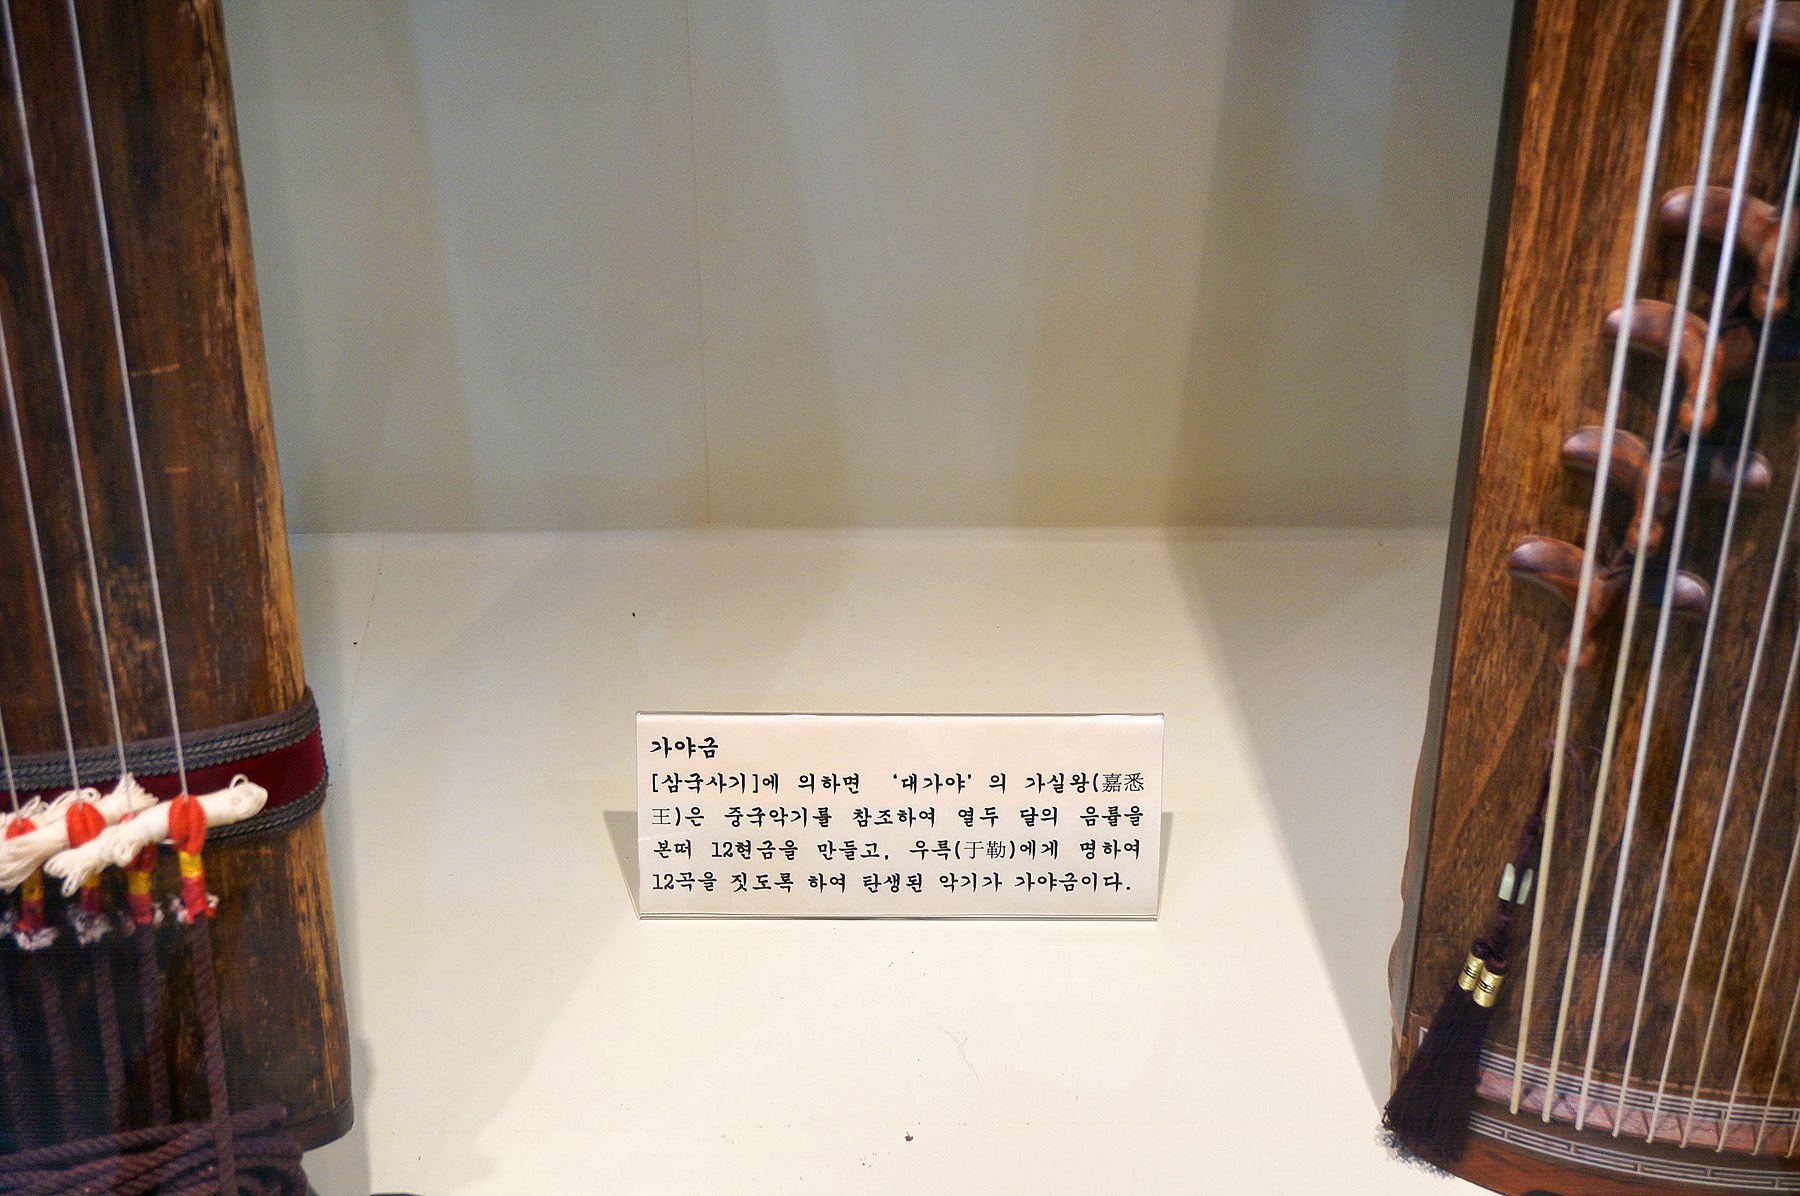 가야금
[삼국사기]에 의하면 ‘대가야’ 의 가실왕(嘉悉
王)은 중국악기를 참조하여 열두 달의 음률을
본떠 12현금을 만들고, 우륵(于勒)에게 명하여
12곡을 짓도록 하여 탄생된 악기가 가야금이다.